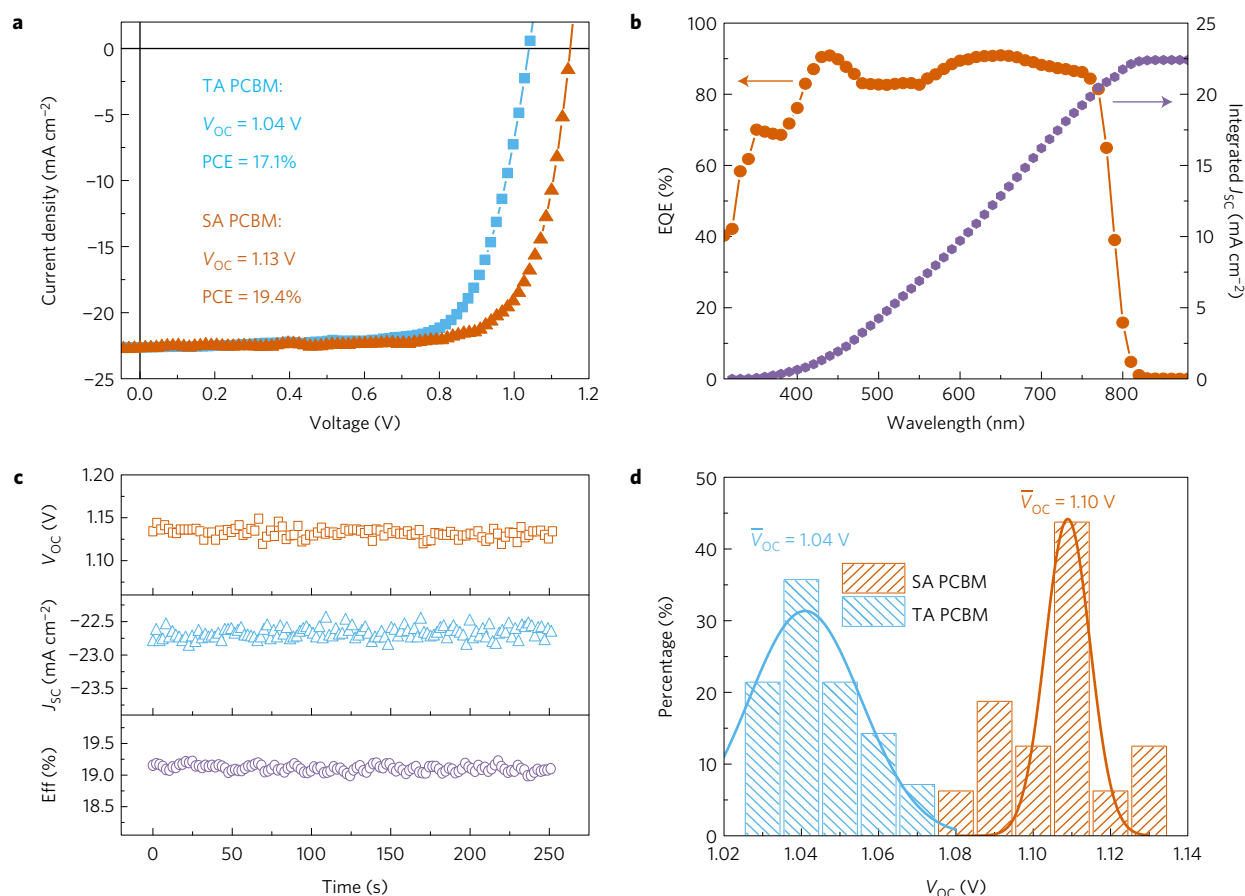 a
TA PCBM:
V_OC = 1.04 V
PCE = 17.1%
SA PCBM:
V_OC = 1.13 V
PCE = 19.4%
Current density (mA cm⁻²)
0
−5
−10
−15
−20
−25
0.0 0.2 0.4 0.6 0.8 1.0 1.2
Voltage (V)
b
EQE (%)
100
80
60
40
20
0
25
20
15
10
5
0
Integrated J_SC (mA cm⁻²)
400 500 600 700 800
Wavelength (nm)
c
V_OC (V)
1.20
1.15
1.10
J_SC (mA cm⁻²)
−22.5
−23.0
−23.5
Eff (%)
19.5
19.0
18.5
0 50 100 150 200 250
Time (s)
d
Percentage (%)
50
40
30
20
10
0
V̅_OC = 1.04 V
V̅_OC = 1.10 V
SA PCBM
TA PCBM
1.02 1.04 1.06 1.08 1.10 1.12 1.14
V_OC (V)